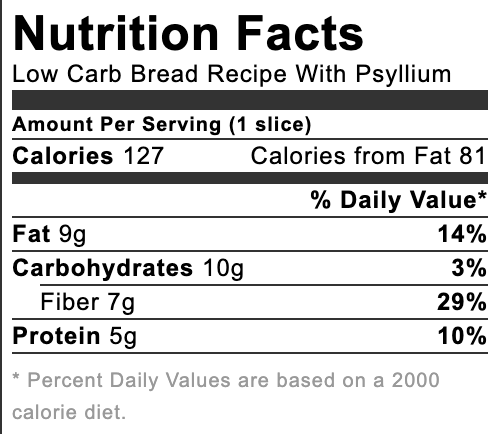 Nutrition Facts
Low Carb Bread Recipe With Psyllium
Amount Per Serving (1 slice)
Calories 127 Calories from Fat 81
% Daily Value*
Fat 9g 14%
Carbohydrates 10g 3%
Fiber 7g 29%
Protein 5g 10%
* Percent Daily Values are based on a 2000
calorie diet.